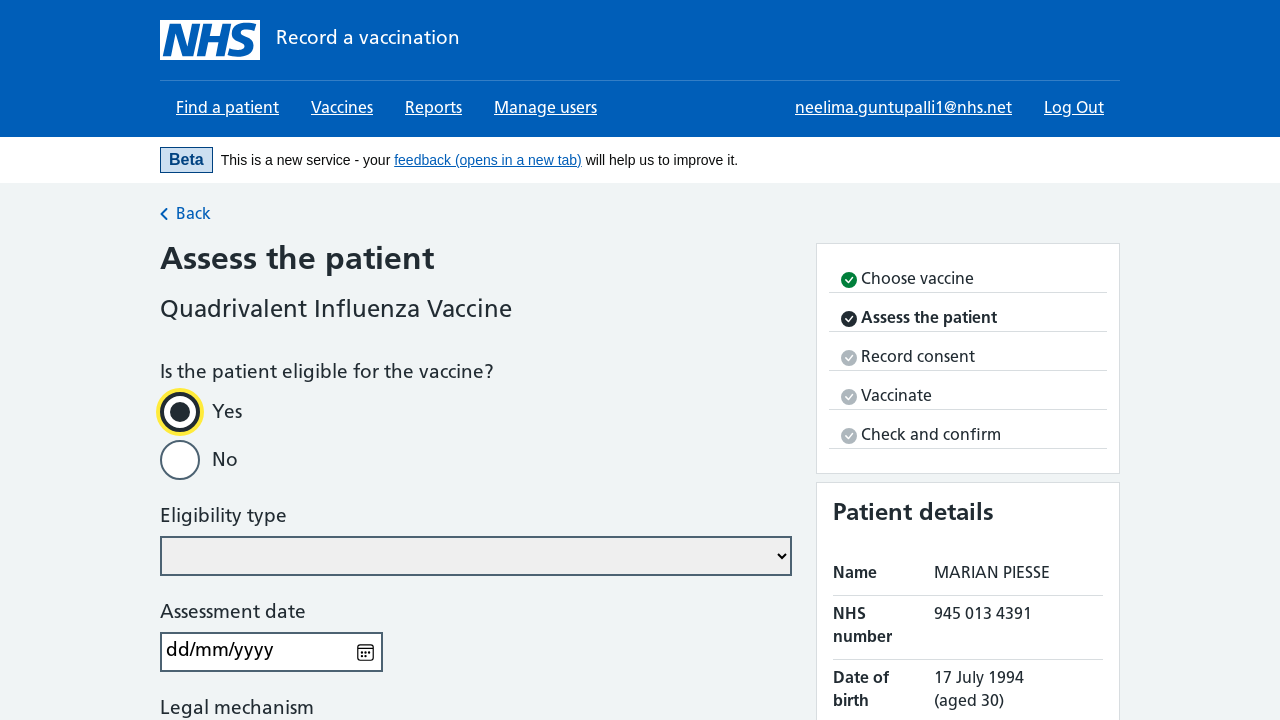 NHS Record a vaccination
Find a patient Vaccines Reports Manage users neelima.guntupalli1@nhs.net Log Out
Beta This is a new service - your feedback (opens in a new tab) will help us to improve it.
Back
Assess the patient
Quadrivalent Influenza Vaccine
Is the patient eligible for the vaccine?
Yes
No
Eligibility type
Assessment date
dd/mm/yyyy
Legal mechanism
Choose vaccine
Assess the patient
Record consent
Vaccinate
Check and confirm
Patient details
Name MARIAN PIESSE
NHS 945 013 4391
number
Date of 17 July 1994
birth (aged 30)